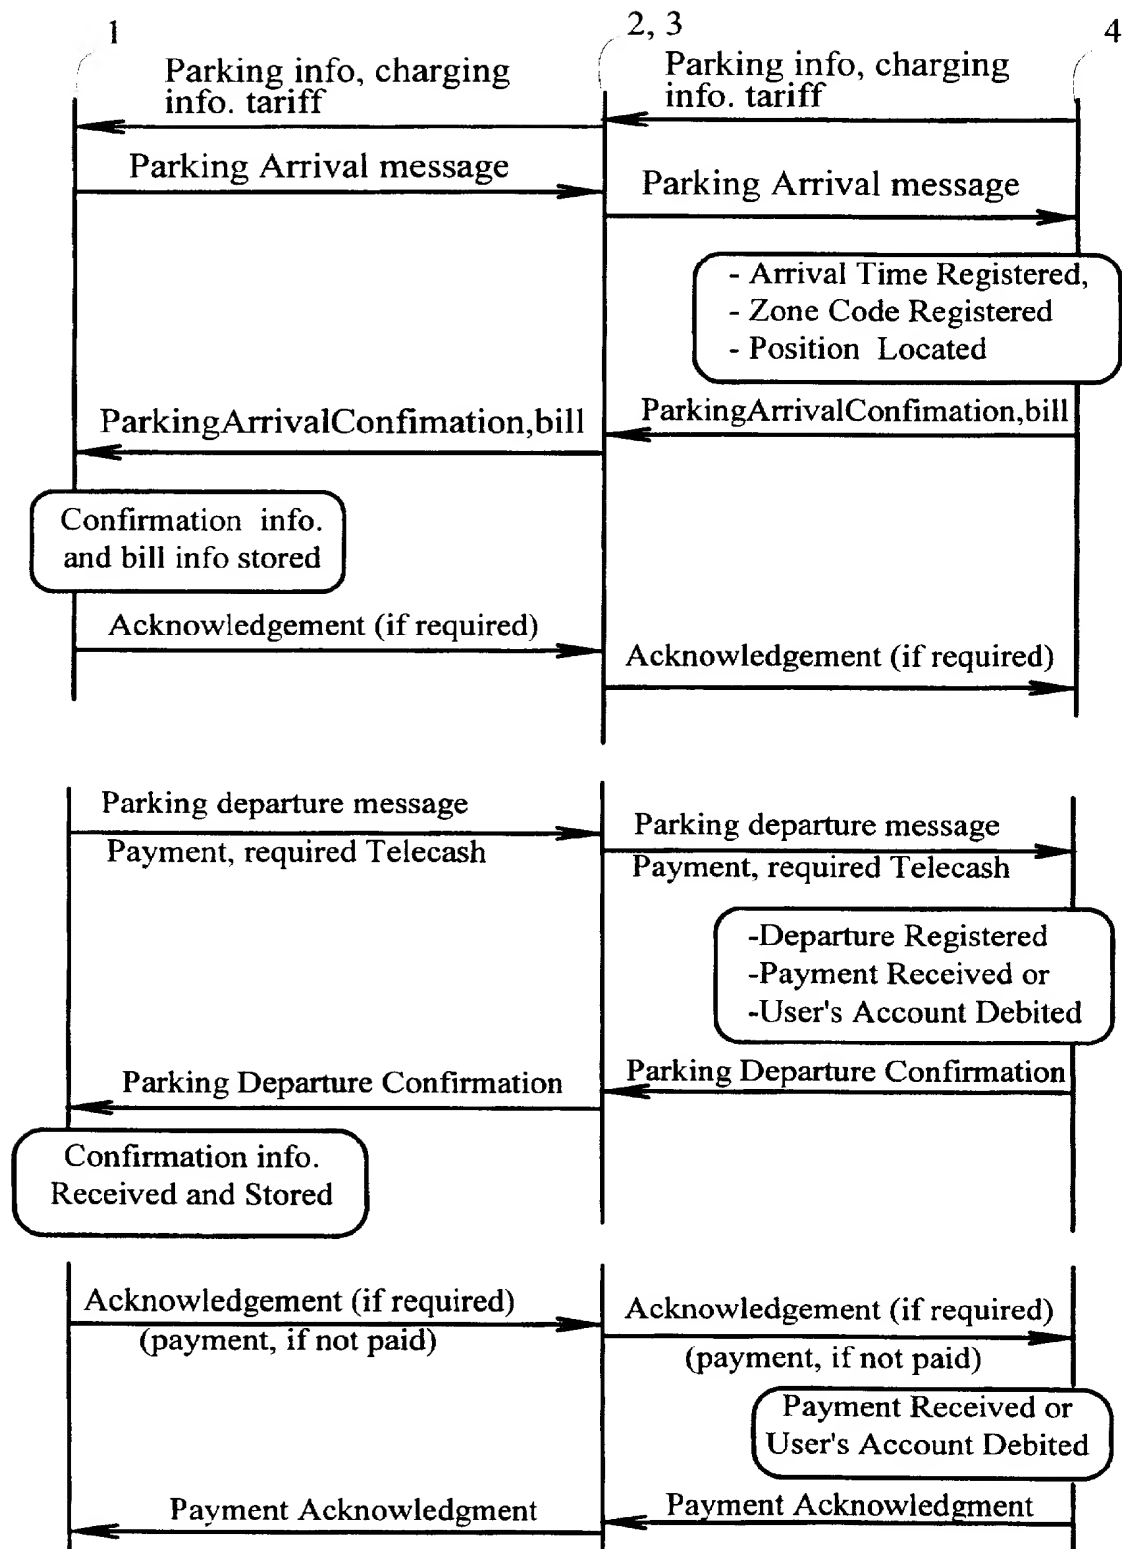 1
2, 3
4
Parking info, charging
info. tariff
Parking info, charging
info. tariff
Parking Arrival message
Parking Arrival message
- Arrival Time Registered,
- Zone Code Registered
- Position Located
ParkingArrivalConfimation,bill
ParkingArrivalConfimation,bill
Confirmation info.
and bill info stored
Acknowledgement (if required)
Acknowledgement (if required)
Parking departure message
Payment, required Telecash
Parking departure message
Payment, required Telecash
-Departure Registered
-Payment Received or
-User's Account Debited
Parking Departure Confirmation
Parking Departure Confirmation
Confirmation info.
Received and Stored
Acknowledgement (if required)
(payment, if not paid)
Acknowledgement (if required)
(payment, if not paid)
Payment Received or
User's Account Debited
Payment Acknowledgment
Payment Acknowledgment